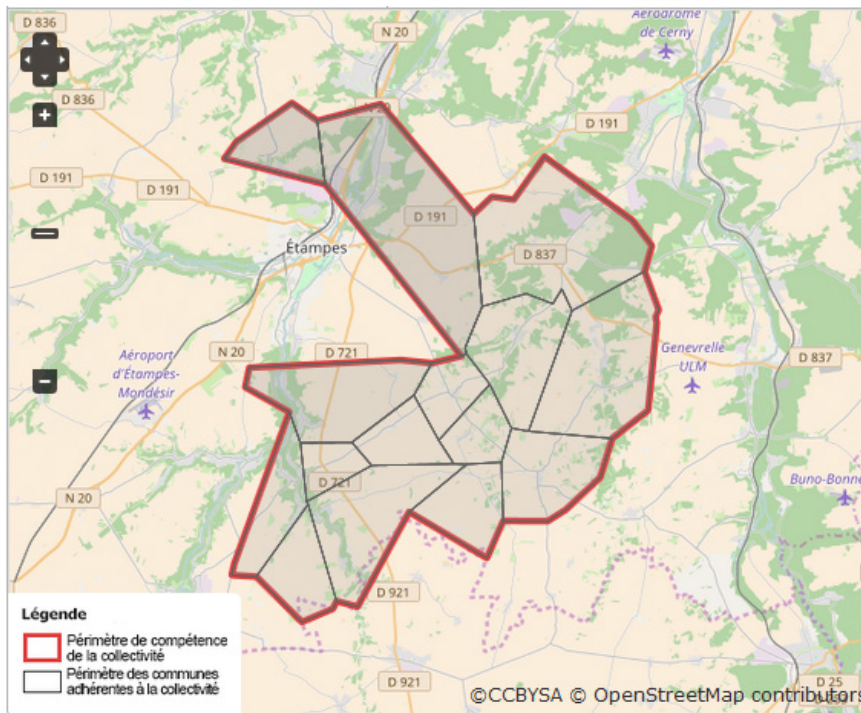 D 836
N 20
Aérodrome
de Cerny
D 836
N 20
D 191
D 191
D 191
D 191
Étampes
D 837
N 20
D 721
Aéroport
d'Étampes-
Mondésir
Genevrelle
ULM
D 837
D 721
N 20
Buno-Bonne
D 921
Légende
Périmètre de compétence
de la collectivité
Périmètre des communes
adhérentes à la collectivité
D 921
D 25
©CCBYSA © OpenStreetMap contributors